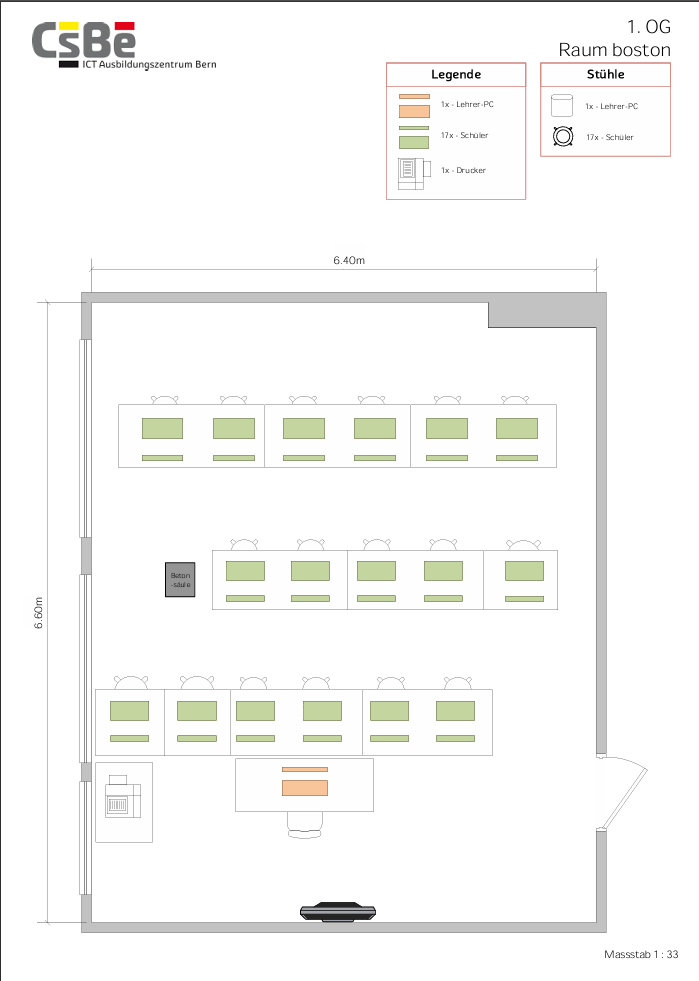 CsBe
ICT Ausbildungszentrum Bern
1. OG
Raum boston
Legende
1x - Lehrer-PC
17x - Schüler
1x - Drucker
Stühle
1x - Lehrer-PC
17x - Schüler
6.40m
6.60m
Beton
-säule
Massstab 1 : 33